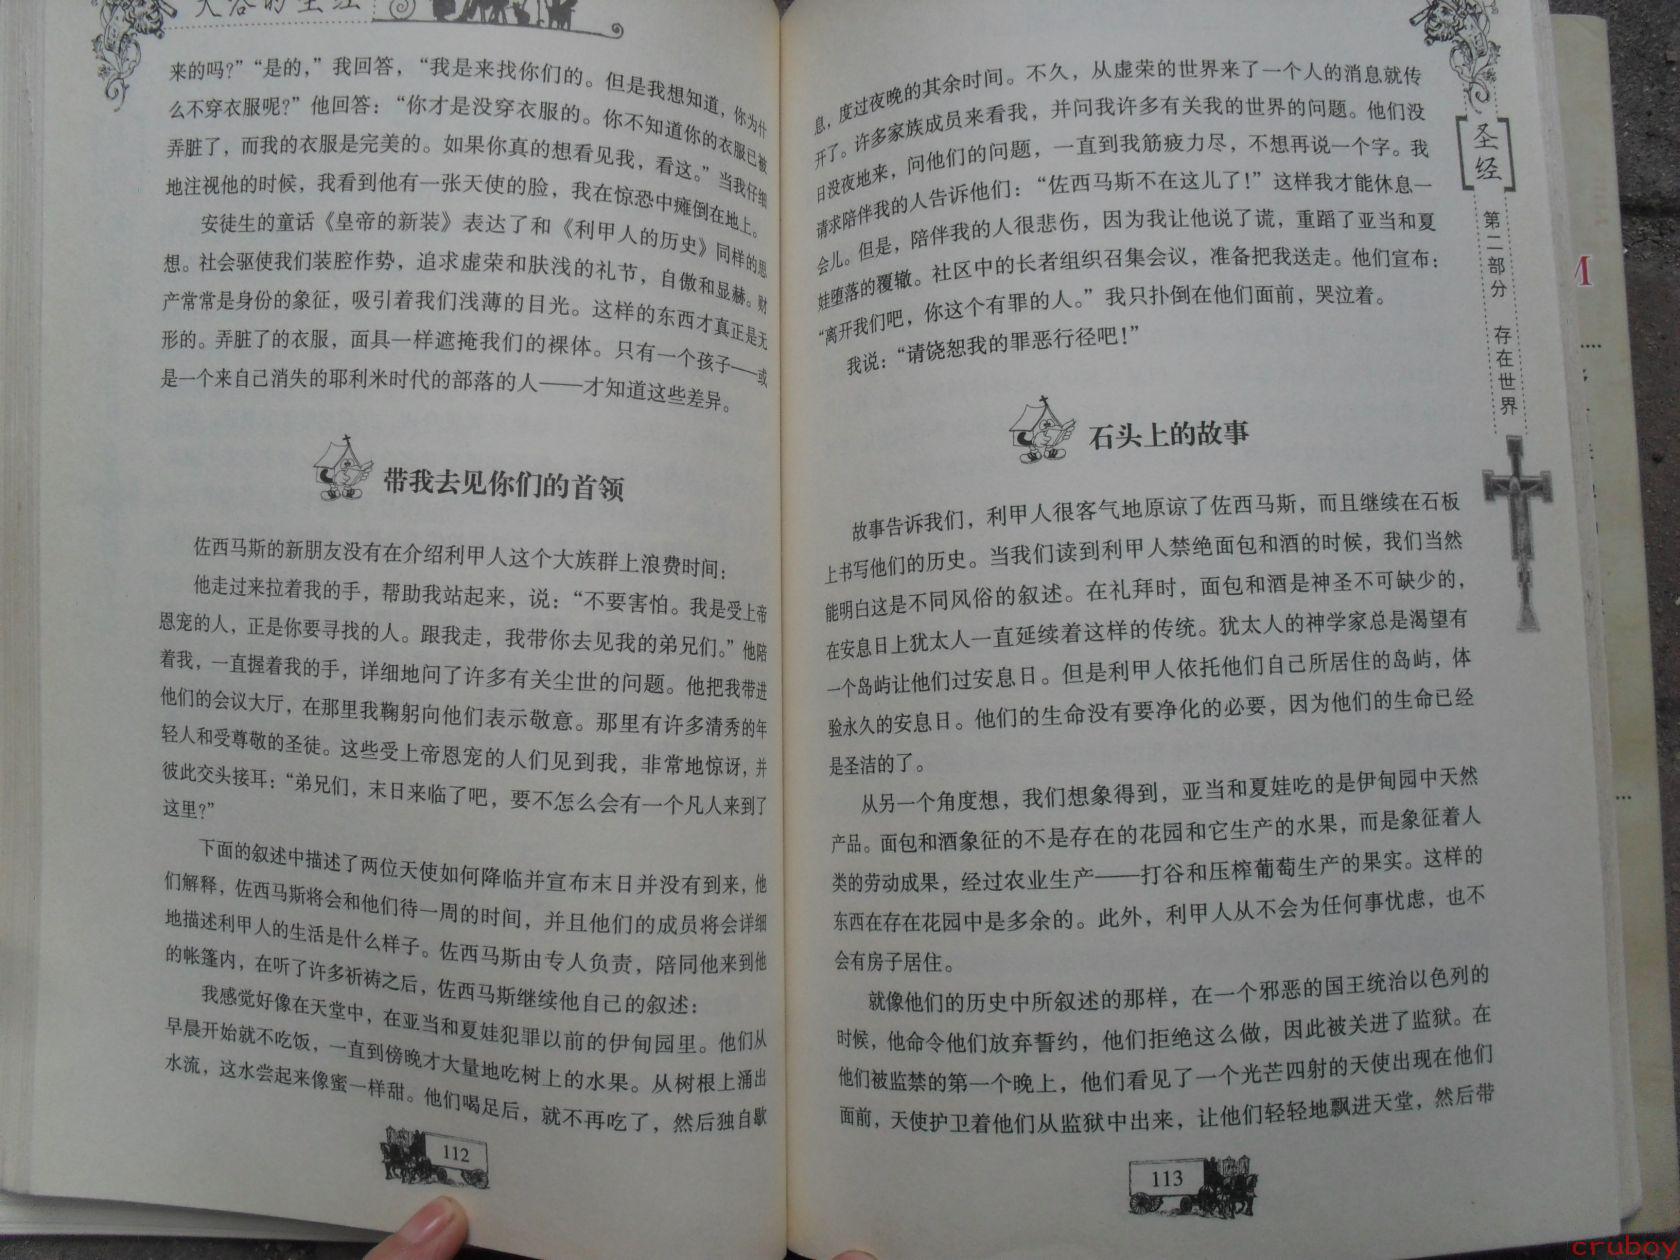 失落的圣经
来的吗？”“是的，”我回答，“我是来找你们的。但是我想知道，你为什
么不穿衣服呢？”他回答：“你才是没穿衣服的。你不知道你的衣服已被
弄脏了，而我的衣服是完美的。如果你真的想看见我，看这。”当我仔细
地注视他的时候，我看到他有一张天使的脸，我在惊恐中瘫倒在地上。
安徒生的童话《皇帝的新装》表达了和《利甲人的历史》同样的思
想。社会驱使我们装腔作势，追求虚荣和肤浅的礼节，自傲和显赫。财
产常常是身份的象征，吸引着我们浅薄的目光。这样的东西才真正是无
形的。弄脏了的衣服，面具一样遮掩我们的裸体。只有一个孩子——或
是一个来自己消失的耶利米时代的部落的人——才知道这些差异。
带我去见你们的首领
佐西马斯的新朋友没有在介绍利甲人这个大族群上浪费时间：
他走过来拉着我的手，帮助我站起来，说：“不要害怕。我是受上帝
恩宠的人，正是你要寻找的人。跟我走，我带你去见我的弟兄们。”他陪
着我，一直握着我的手，详细地问了许多有关尘世的问题。他把我带进
他们的会议大厅，在那里我鞠躬向他们表示敬意。那里有许多清秀的年
轻人和受尊敬的圣徒。这些受上帝恩宠的人们见到我，非常地惊讶，并
彼此交头接耳：“弟兄们，末日来临了吧，要不怎么会有一个凡人来到了
这里？”
下面的叙述中描述了两位天使如何降临并宣布末日并没有到来，他
们解释，佐西马斯将会和他们待一周的时间，并且他们的成员将会详细
地描述利甲人的生活是什么样子。佐西马斯由专人负责，陪同他来到他
的帐篷内，在听了许多祈祷之后，佐西马斯继续他自己的叙述：
我感觉好像在天堂中，在亚当和夏娃犯罪以前的伊甸园里。他们从
早晨开始就不吃饭，一直到傍晚才大量地吃树上的水果。从树根上涌出
水流，这水尝起来像蜜一样甜。他们喝足后，就不再吃了，然后独自歇
112
息，度过夜晚的其余时间。不久，从虚荣的世界来了一个人的消息就传
开了。许多家族成员来看我，并问我许多有关我的世界的问题。他们没
日没夜地来，问他们的问题，一直到我筋疲力尽，不想再说一个字。我
请求陪伴我的人告诉他们：“佐西马斯不在这儿了！”这样我才能休息一
会儿。但是，陪伴我的人很悲伤，因为我让他说了谎，重蹈了亚当和夏
娃堕落的覆辙。社区中的长者组织召集会议，准备把我送走。他们宣布：
“离开我们吧，你这个有罪的人。”我只扑倒在他们面前，哭泣着。
我说：“请饶恕我的罪恶行径吧！”
石头上的故事
故事告诉我们，利甲人很客气地原谅了佐西马斯，而且继续在石板
上书写他们的历史。当我们读到利甲人禁绝面包和酒的时候，我们当然
能明白这是不同风俗的叙述。在礼拜时，面包和酒是神圣不可缺少的，
在安息日上犹太人一直延续着这样的传统。犹太人的神学家总是渴望有
一个岛屿让他们过安息日。但是利甲人依托他们自己所居住的岛屿，体
验永久的安息日。他们的生命没有要净化的必要，因为他们的生命已经
是圣洁的了。
从另一个角度想，我们想象得到，亚当和夏娃吃的是伊甸园中天然
产品。面包和酒象征的不是存在的花园和它生产的水果，而是象征着人
类的劳动成果，经过农业生产——打谷和压榨葡萄生产的果实。这样的
东西在存在花园中是多余的。此外，利甲人从不会为任何事忧虑，也不
会有房子居住。
就像他们的历史中所叙述的那样，在一个邪恶的国王统治以色列的
时候，他命令他们放弃誓约，他们拒绝这么做，因此被关进了监狱。在
他们被监禁的第一个晚上，他们看见了一个光芒四射的天使出现在他们
面前，天使护卫着他们从监狱中出来，让他们轻轻地飘进天堂，然后带
113
圣经
第二部分 存在世界
cruboy